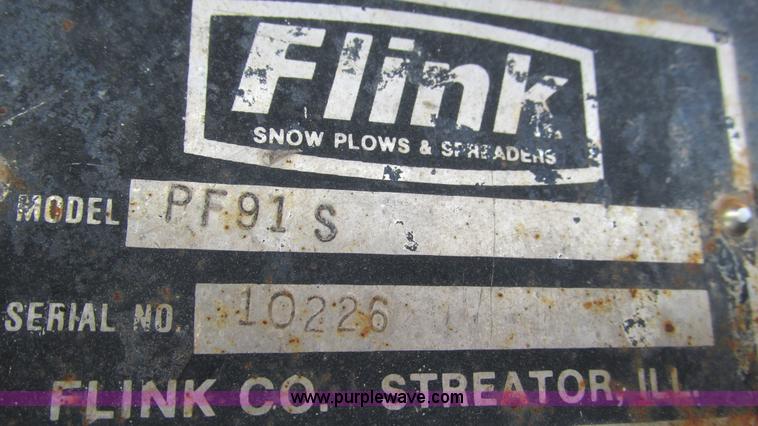 Flink
SNOW PLOWS & SPREADERS
MODEL PF91 S
SERIAL NO. 10226
FLINK CO. STREATOR, ILL.
www.purplewave.com